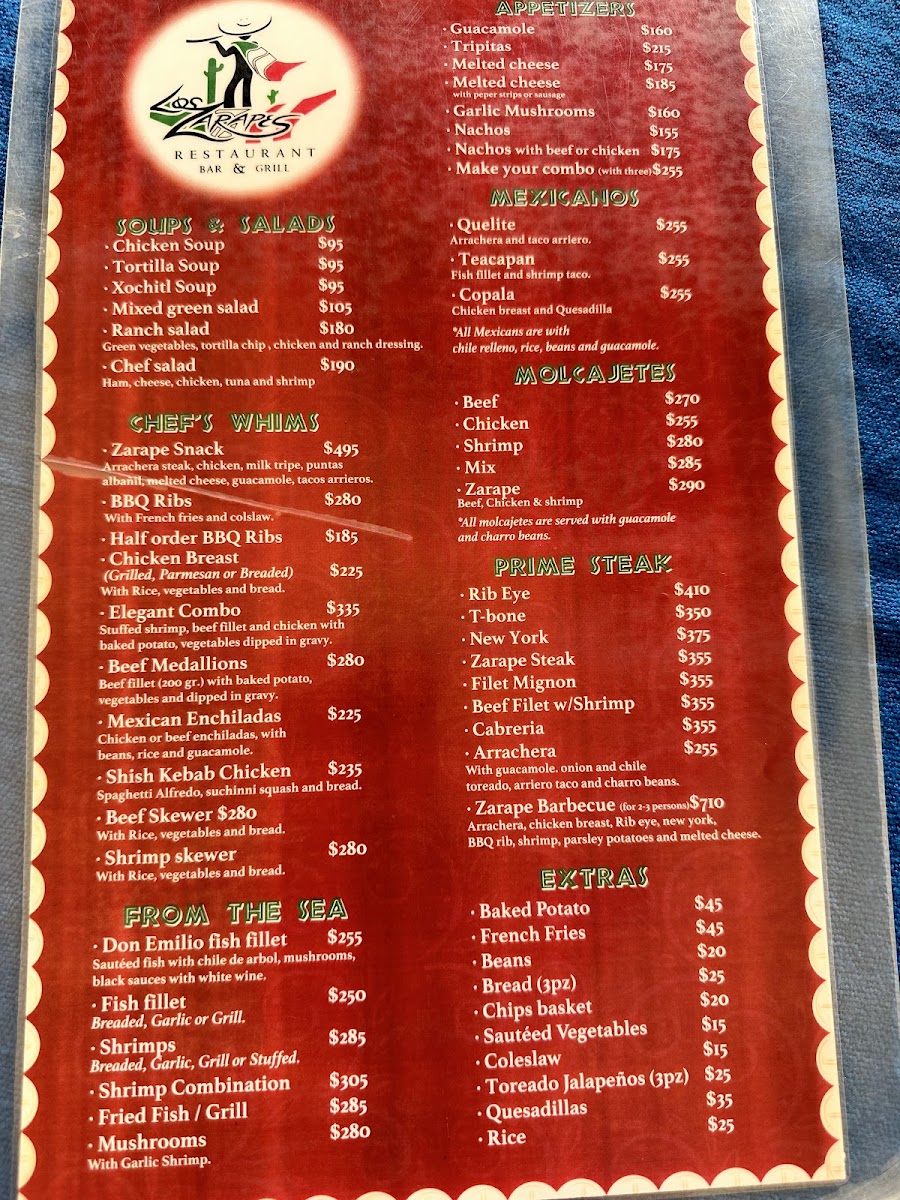 Los Zarapes
RESTAURANT
BAR & GRILL
SOUPS & SALADS
· Chicken Soup $95
· Tortilla Soup $95
· Xochitl Soup $95
· Mixed green salad $105
· Ranch salad $180
Green vegetables, tortilla chip , chicken and ranch dressing.
· Chef salad $190
Ham, cheese, chicken, tuna and shrimp
CHEF'S WHIMS
· Zarape Snack $495
Arrachera steak, chicken, milk tripe, puntas
albañil, melted cheese, guacamole, tacos arrieros.
· BBQ Ribs $280
With French fries and colslaw.
· Half order BBQ Ribs $185
· Chicken Breast
(Grilled, Parmesan or Breaded) $225
With Rice, vegetables and bread.
· Elegant Combo $335
Stuffed shrimp, beef fillet and chicken with
baked potato, vegetables dipped in gravy.
· Beef Medallions $280
Beef fillet (200 gr.) with baked potato,
vegetables and dipped in gravy.
· Mexican Enchiladas $225
Chicken or beef enchiladas, with
beans, rice and guacamole.
· Shish Kebab Chicken $235
Spaghetti Alfredo, suchinni squash and bread.
· Beef Skewer $280
With Rice, vegetables and bread.
· Shrimp skewer $280
With Rice, vegetables and bread.
FROM THE SEA
· Don Emilio fish fillet $255
Sautéed fish with chile de arbol, mushrooms,
black sauces with white wine.
· Fish fillet $250
Breaded, Garlic or Grill.
· Shrimps $285
Breaded, Garlic, Grill or Stuffed.
· Shrimp Combination $305
· Fried Fish / Grill $285
· Mushrooms $280
With Garlic Shrimp.
APPETIZERS
· Guacamole $160
· Tripitas $215
· Melted cheese $175
· Melted cheese $185
with peper strips or sausage
· Garlic Mushrooms $160
· Nachos $155
· Nachos with beef or chicken $175
· Make your combo (with three) $255
MEXICANOS
· Quelite $255
Arrachera and taco arriero.
· Teacapan $255
Fish fillet and shrimp taco.
· Copala $255
Chicken breast and Quesadilla
*All Mexicans are with
chile relleno, rice, beans and guacamole.
MOLCAJETES
· Beef $270
· Chicken $255
· Shrimp $280
· Mix $285
· Zarape $290
Beef, Chicken & shrimp
*All molcajetes are served with guacamole
and charro beans.
PRIME STEAK
· Rib Eye $410
· T-bone $350
· New York $375
· Zarape Steak $355
· Filet Mignon $355
· Beef Filet w/Shrimp $355
· Cabreria $355
· Arrachera $255
With guacamole. onion and chile
toreado, arriero taco and charro beans.
· Zarape Barbecue (for 2-3 persons) $710
Arrachera, chicken breast, Rib eye, new york,
BBQ rib, shrimp, parsley potatoes and melted cheese.
EXTRAS
· Baked Potato $45
· French Fries $45
· Beans $20
· Bread (3pz) $25
· Chips basket $20
· Sautéed Vegetables $15
· Coleslaw $15
· Toreado Jalapeños (3pz) $25
· Quesadillas $35
· Rice $25